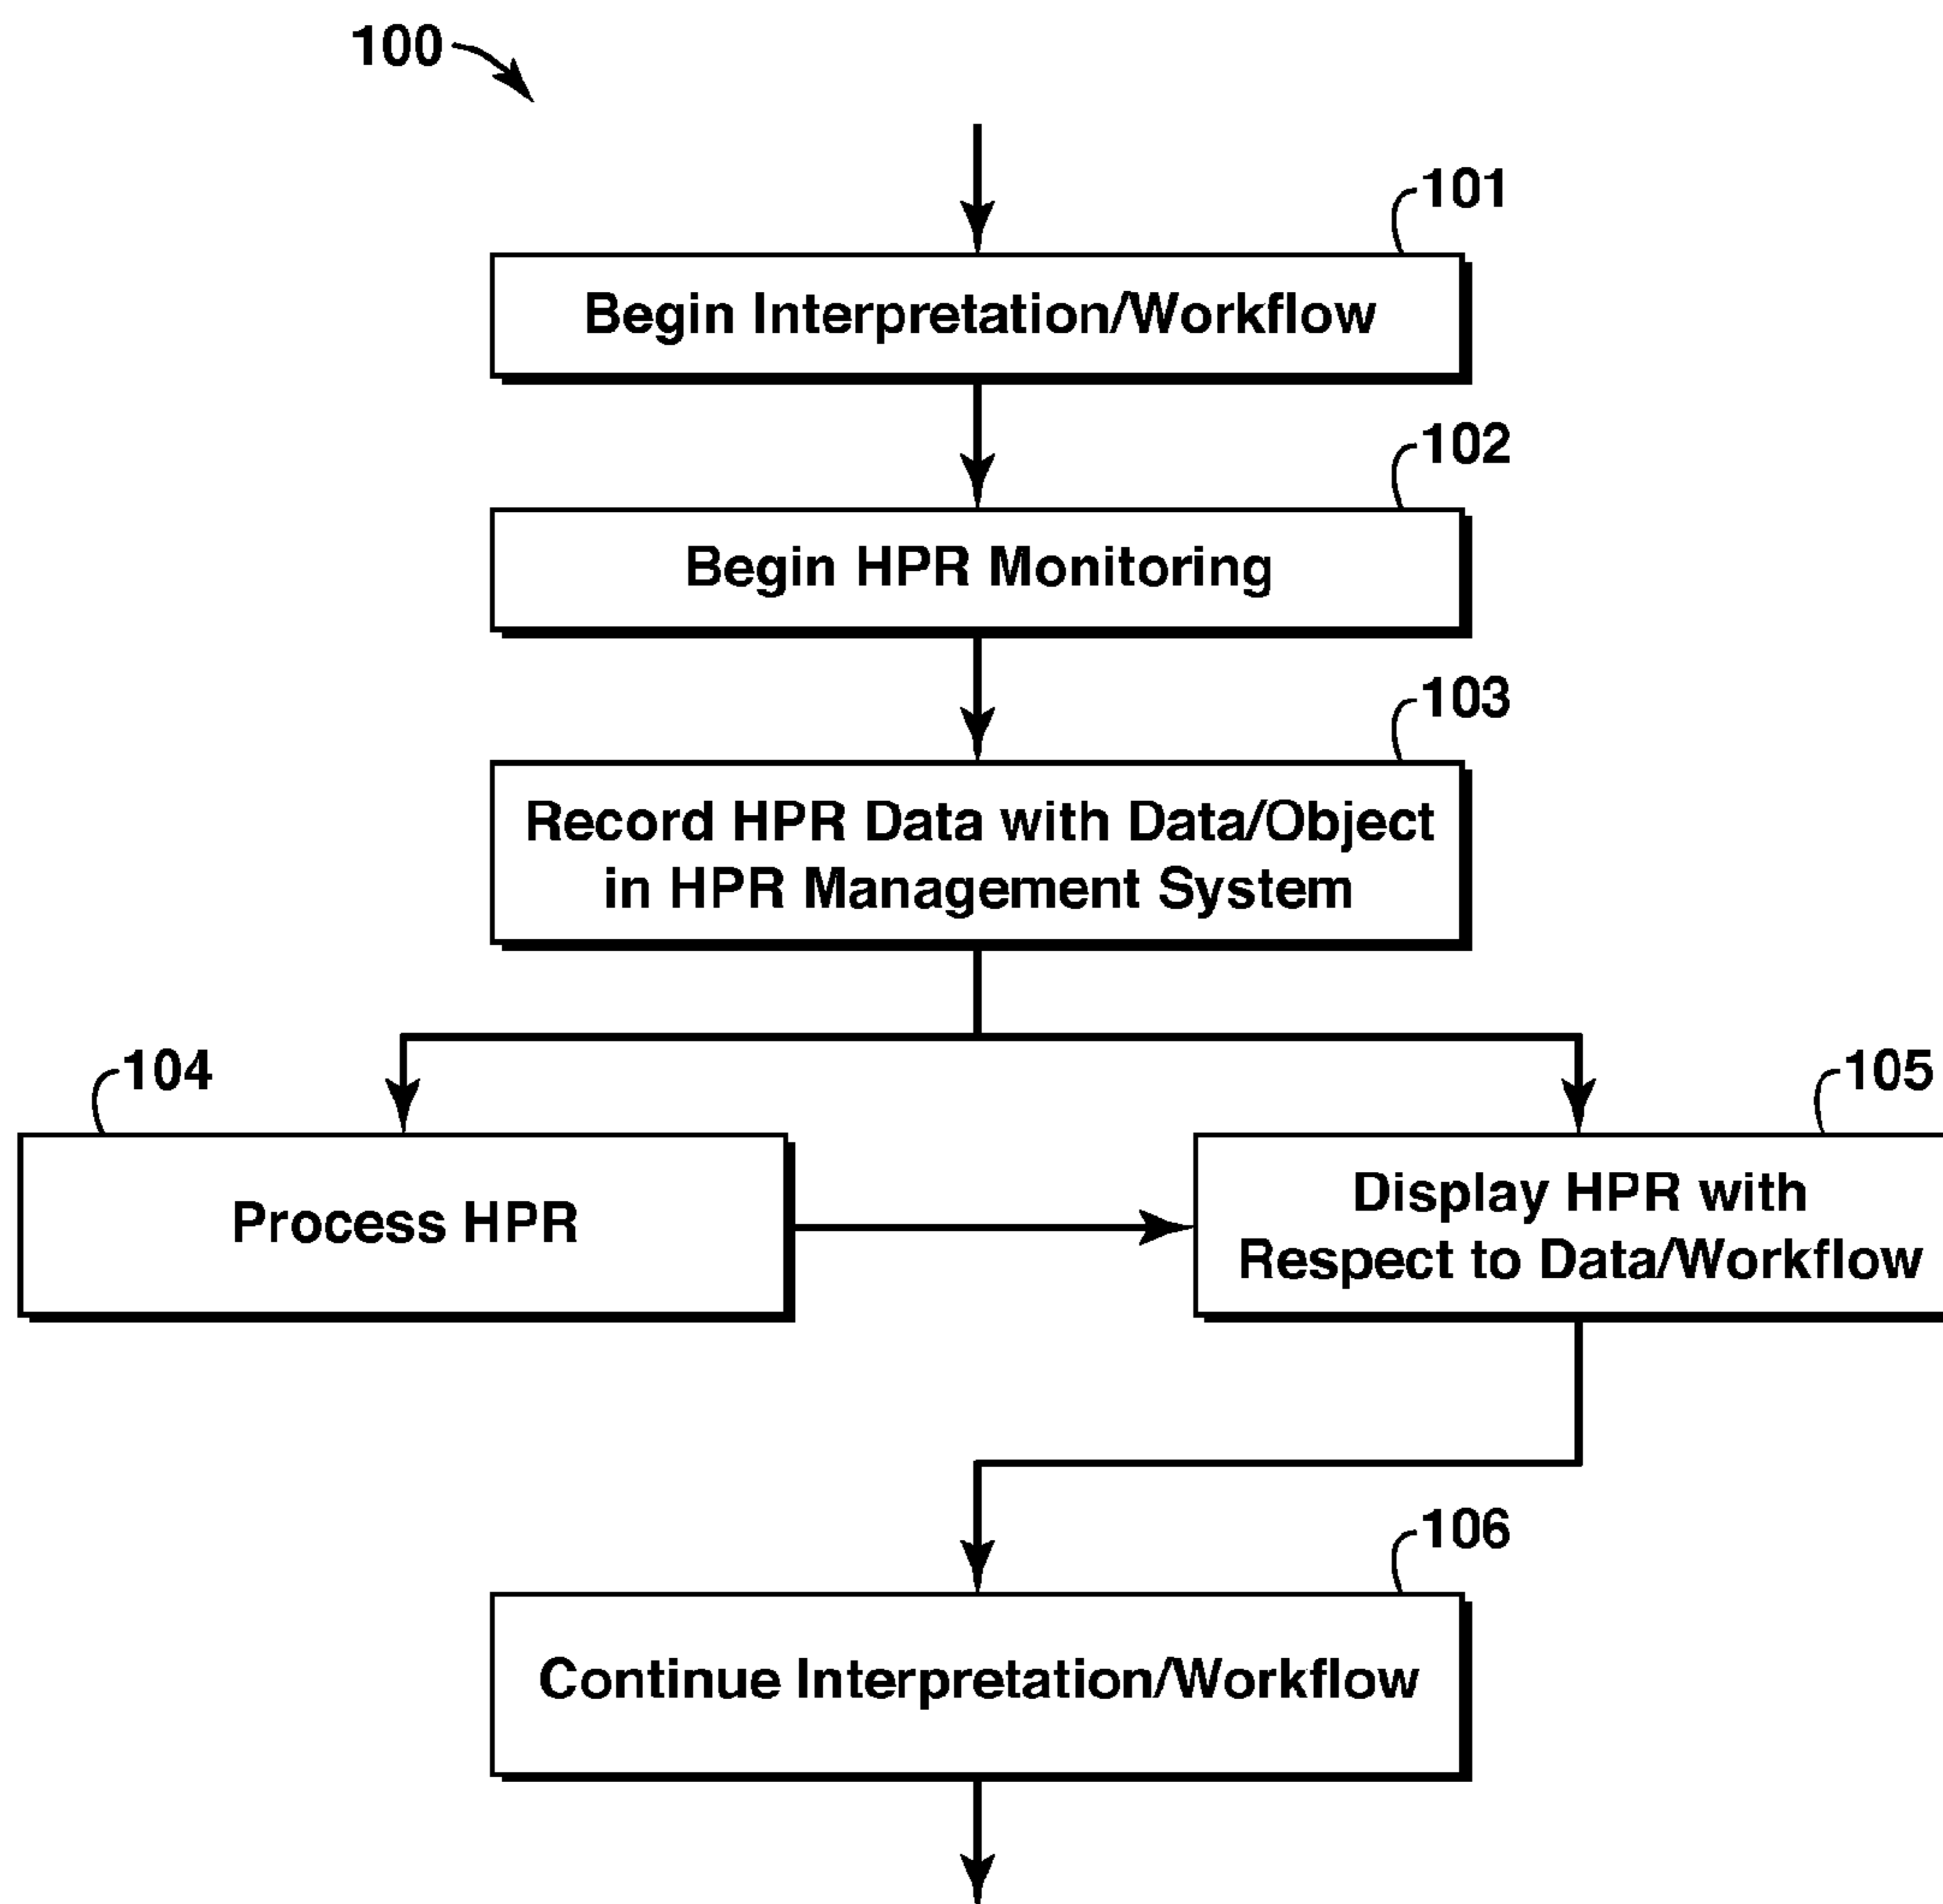 100
101
Begin Interpretation/Workflow
102
Begin HPR Monitoring
103
Record HPR Data with Data/Object
in HPR Management System
104
Process HPR
105
Display HPR with
Respect to Data/Workflow
106
Continue Interpretation/Workflow